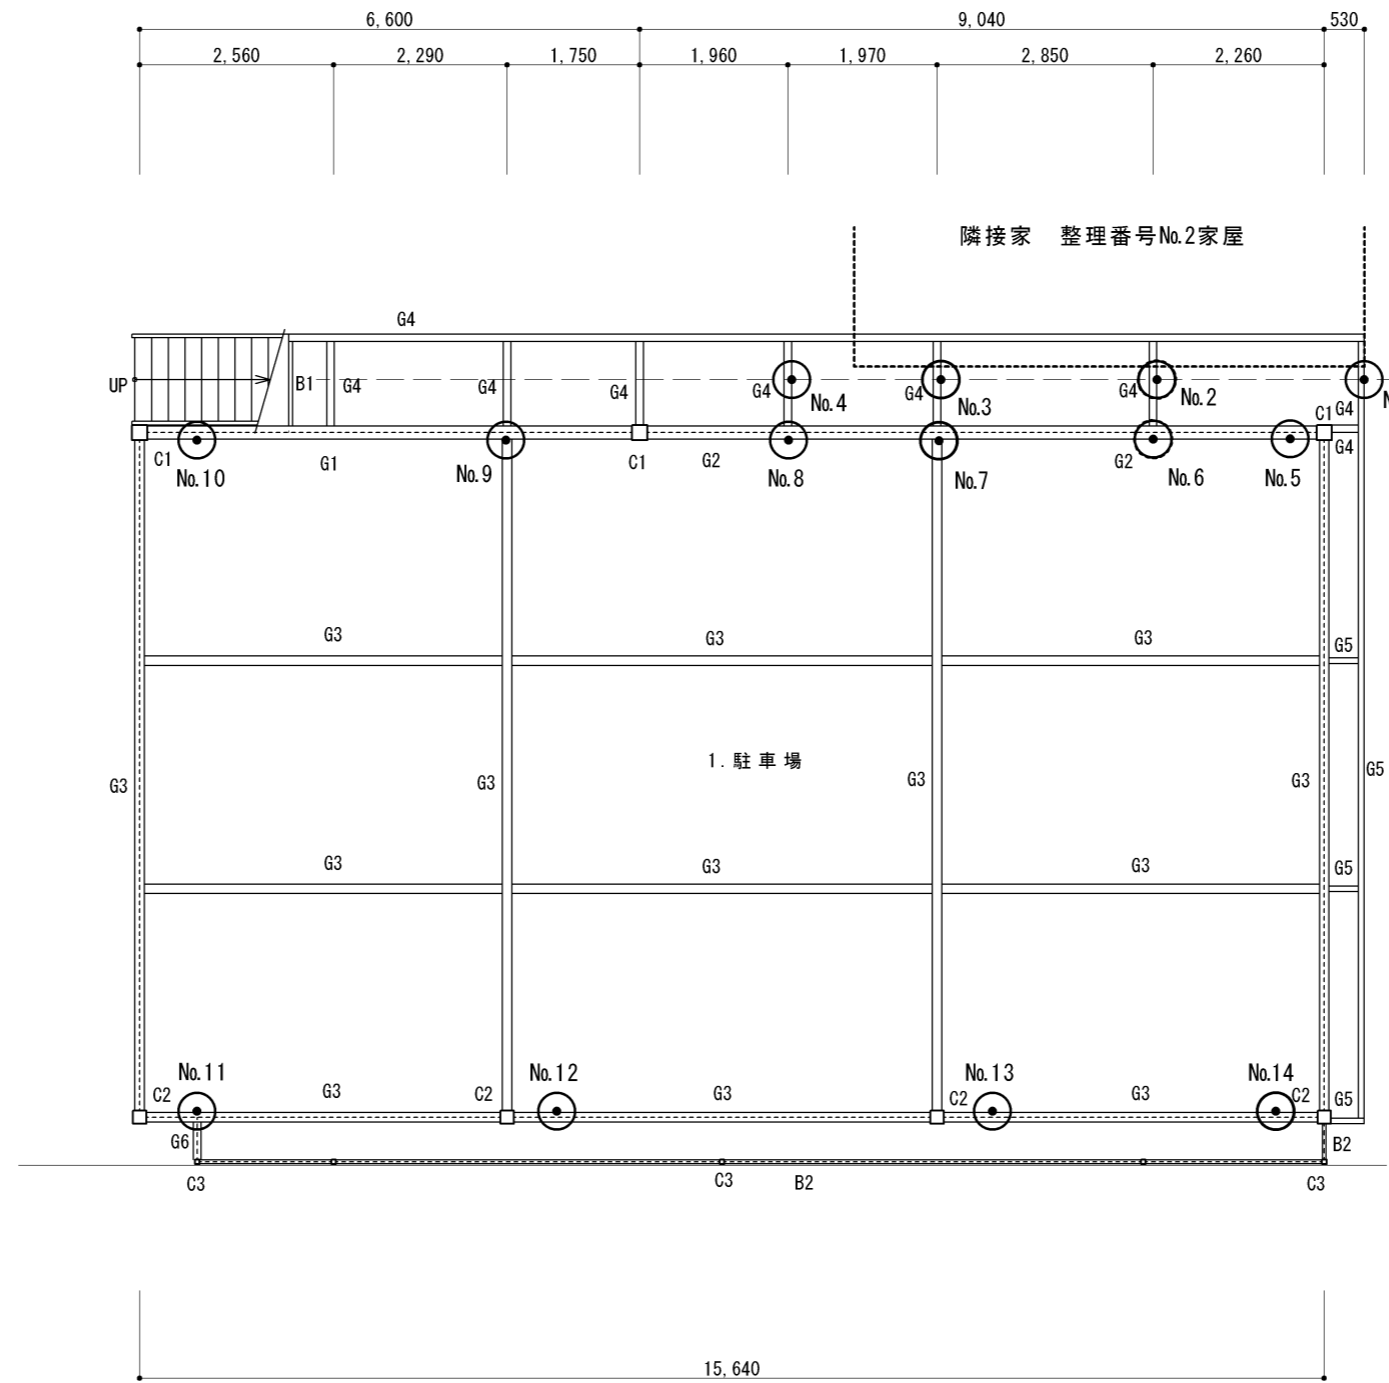 6,600 9,040 530
2,560 2,290 1,750 1,960 1,970 2,850 2,260
隣接家 整理番号No.2家屋
G4
UP B1 G4 G4 G4 G4 No.4 G4 No.3 G4 No.2 G4
C1 G4
C1 No.10 G1 No.9 C1 G2 No.8 No.7 G2 No.6 No.5
G3 G3 G3 G5
1.駐車場
G3 G3 G3 G3 G5
G3 G3 G3 G5
No.11 No.12 No.13 No.14
C2 G3 C2 G3 C2 G3 C2 G5
G6 B2
C3 C3 B2 C3
15,640